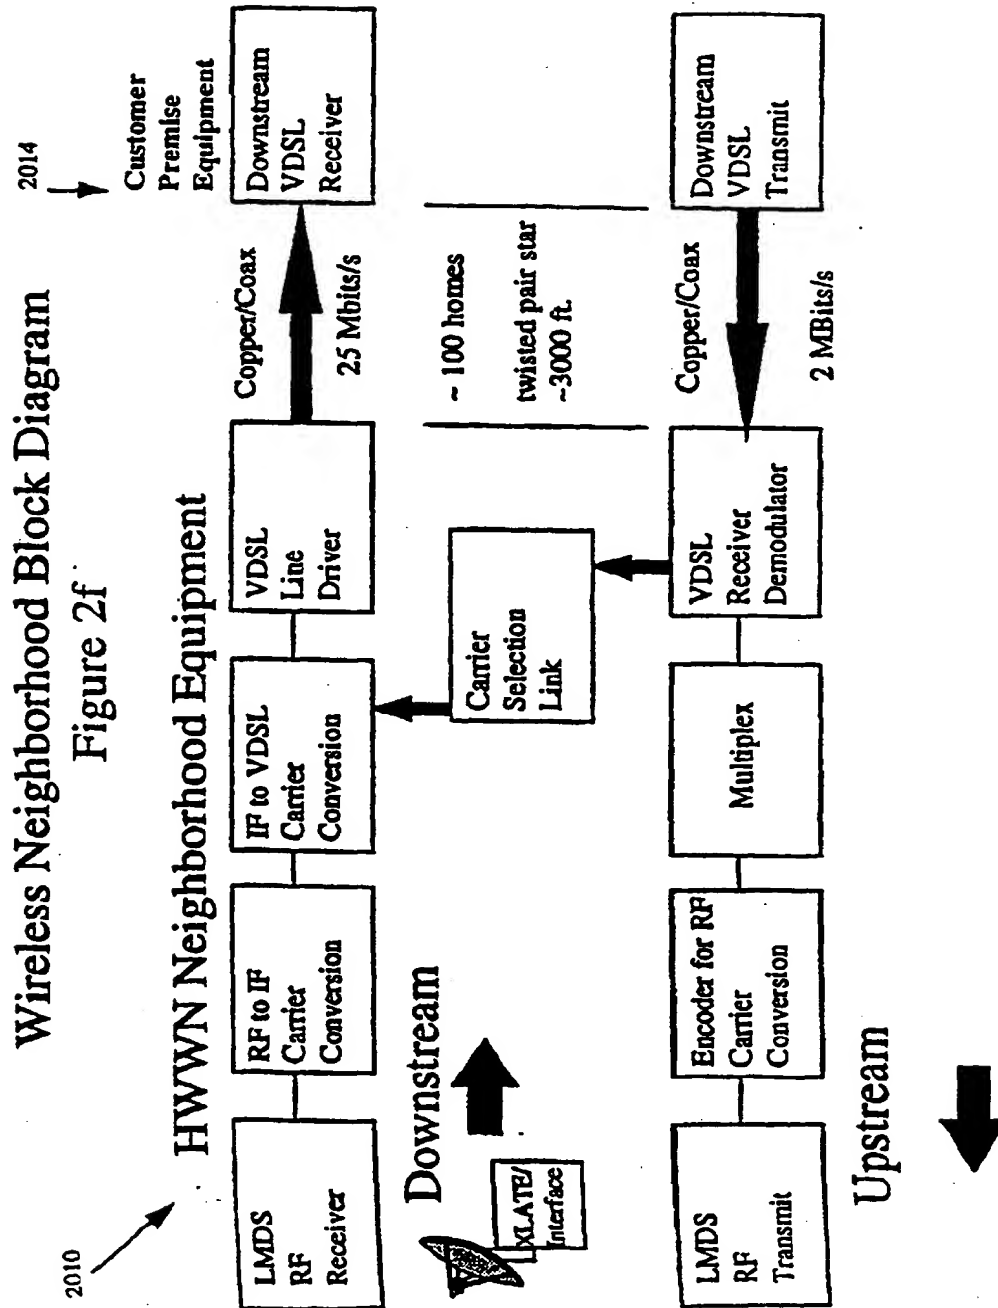 Wireless Neighborhood Block Diagram
Figure 2f
2010
HWWN Neighborhood Equipment
2014
Customer
Premise
Equipment
LMDS
RF
Receiver
RF to IF
Carrier
Conversion
IF to VDSL
Carrier
Conversion
VDSL
Line
Driver
Copper/Coax
25 Mbits/s
Downstream
VDSL
Receiver
Downstream
XLATE/
Interface
Carrier
Selection
Link
~ 100 homes
twisted pair star
~3000 ft.
LMDS
RF
Transmit
Encoder for RF
Carrier
Conversion
Multiplex
VDSL
Receiver
Demodulator
Copper/Coax
2 MBits/s
Downstream
VDSL
Transmit
Upstream